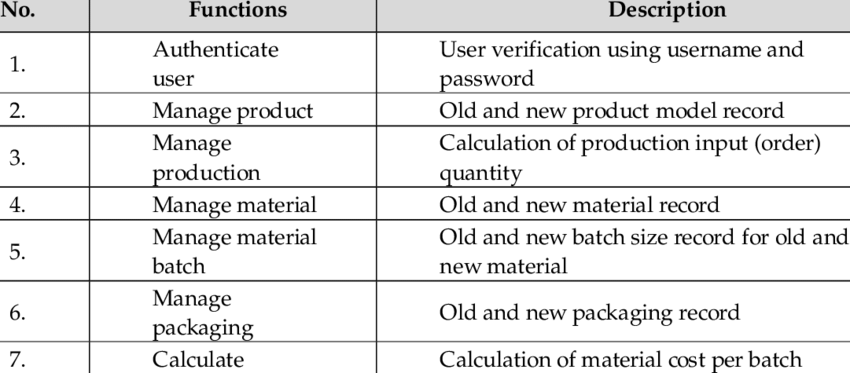 No. Functions Description
1. Authenticate user User verification using username and password
2. Manage product Old and new product model record
3. Manage production Calculation of production input (order) quantity
4. Manage material Old and new material record
5. Manage material batch Old and new batch size record for old and new material
6. Manage packaging Old and new packaging record
7. Calculate Calculation of material cost per batch